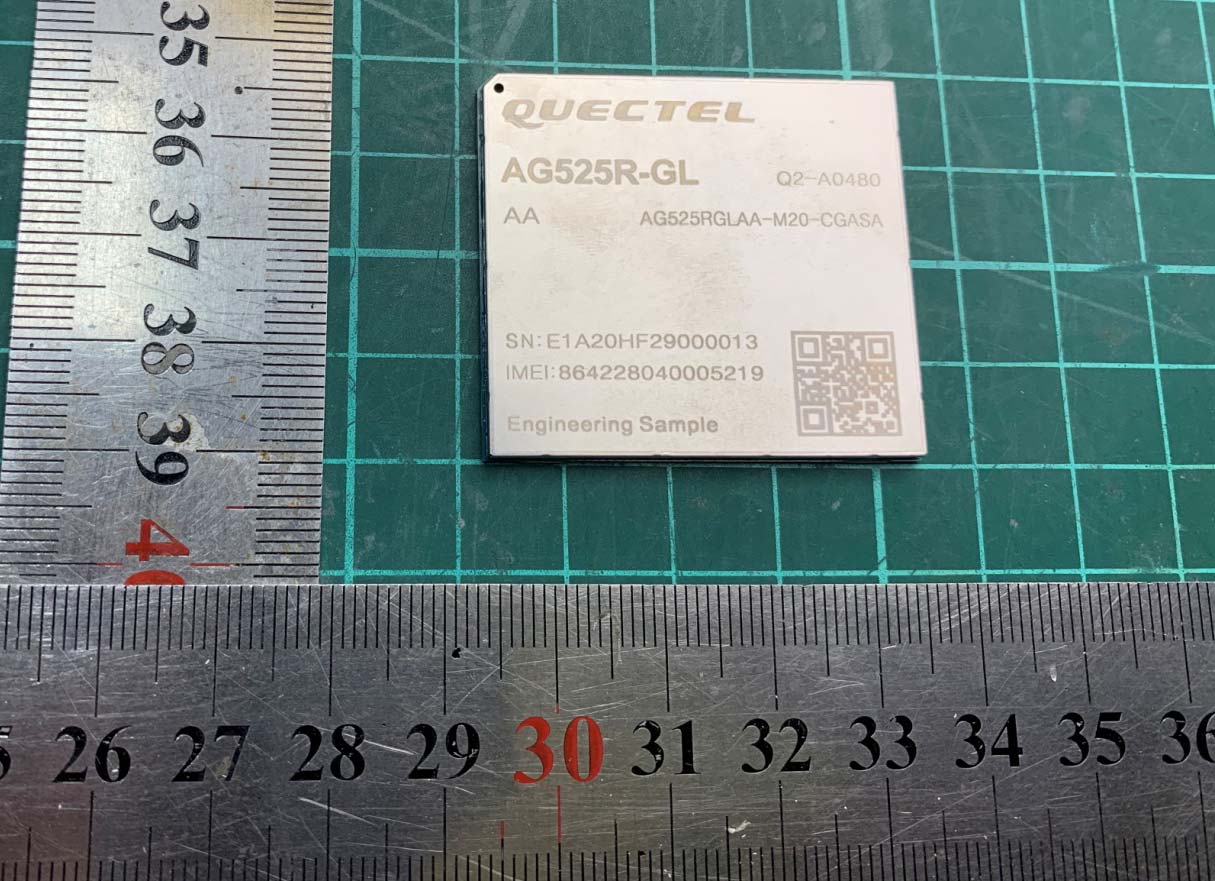 QUECTEL
AG525R-GL
Q2-A0480
AA
AG525RGLAA-M20-CGASA
SN:E1A20HF29000013
IMEI:864228040005219
Engineering Sample
35
36
37
38
39
40
26 27 28 29 30 31 32 33 34 35 36